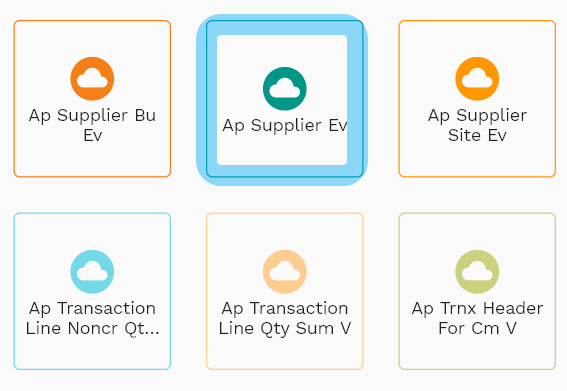 Ap Supplier Bu
Ev
Ap Supplier Ev
Ap Supplier
Site Ev
Ap Transaction
Line Noncr Qt...
Ap Transaction
Line Qty Sum V
Ap Trnx Header
For Cm V